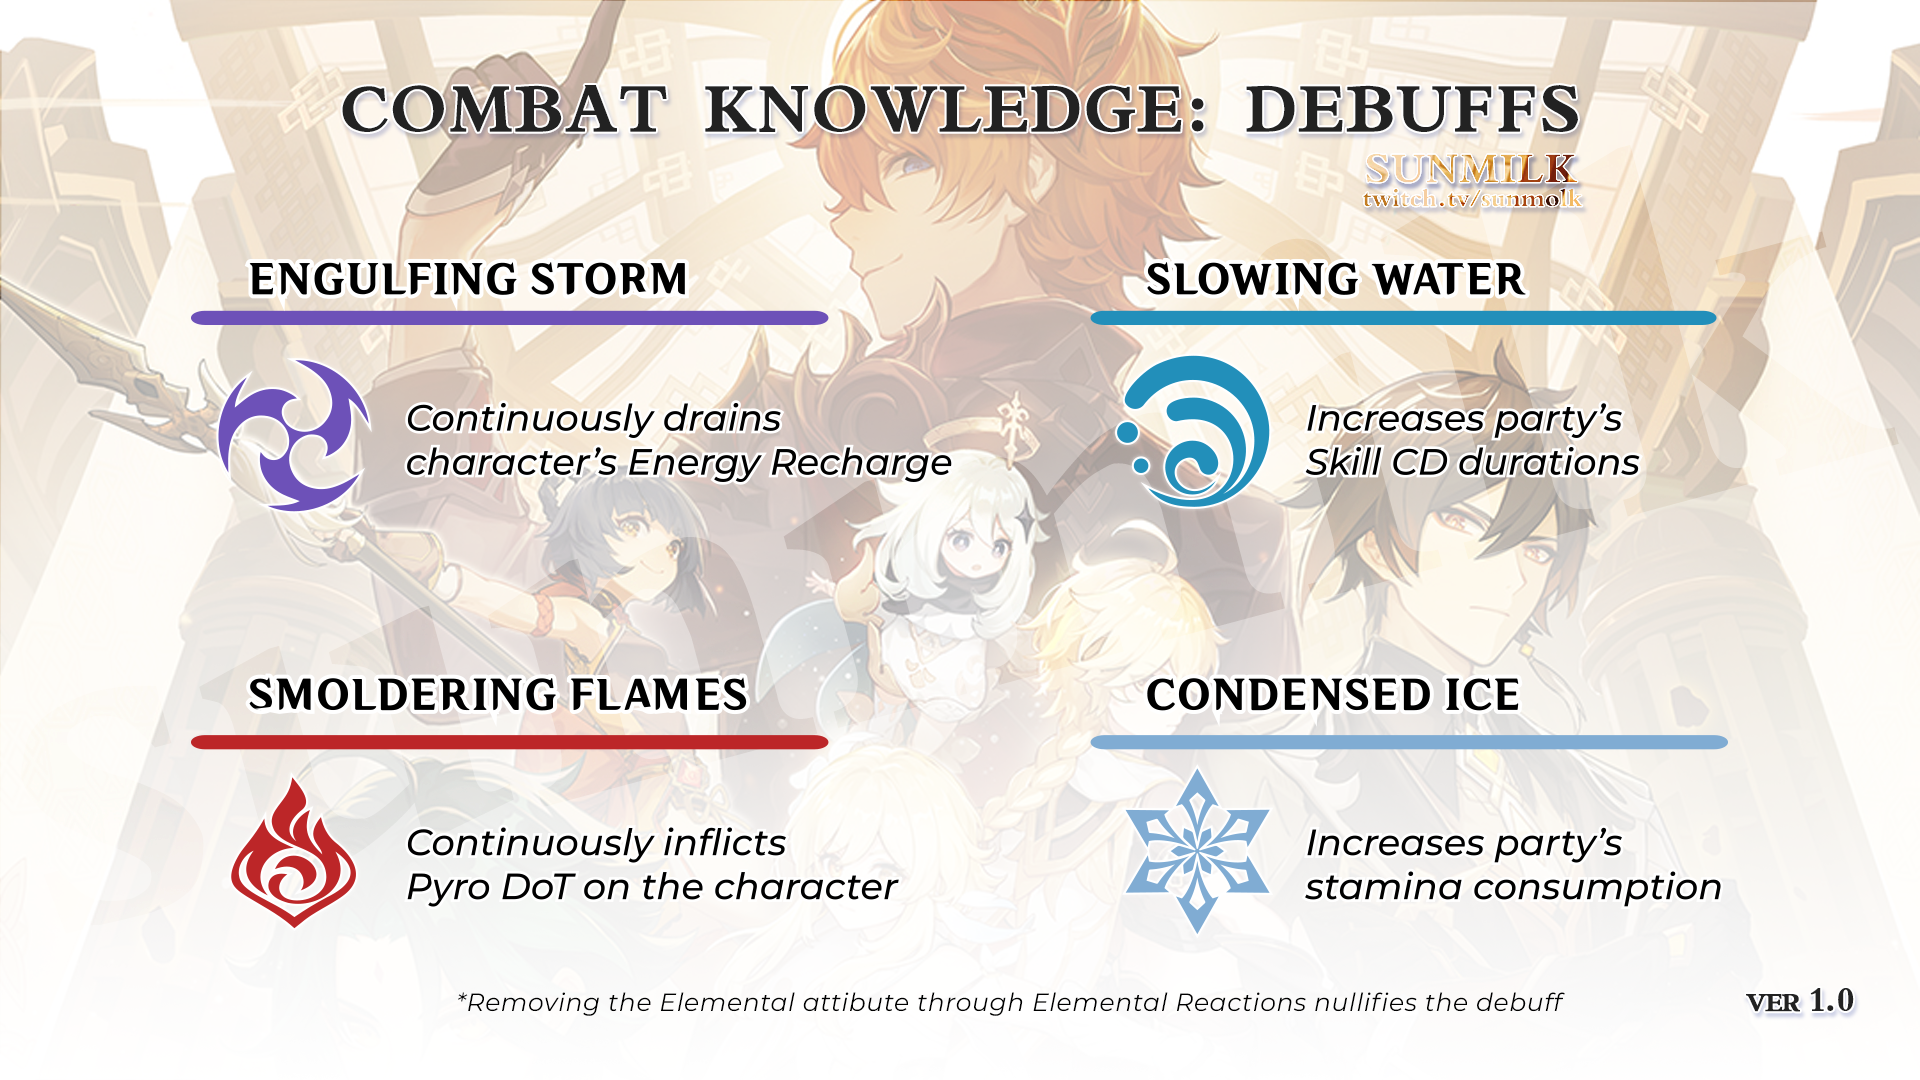 COMBAT KNOWLEDGE: DEBUFFS
SUNMILK
twitch.tv/sunmolk
ENGULFING STORM
Continuously drains
character’s Energy Recharge
SLOWING WATER
Increases party’s
Skill CD durations
SMOLDERING FLAMES
Continuously inflicts
Pyro DoT on the character
CONDENSED ICE
Increases party’s
stamina consumption
*Removing the Elemental attibute through Elemental Reactions nullifies the debuff
VER 1.0